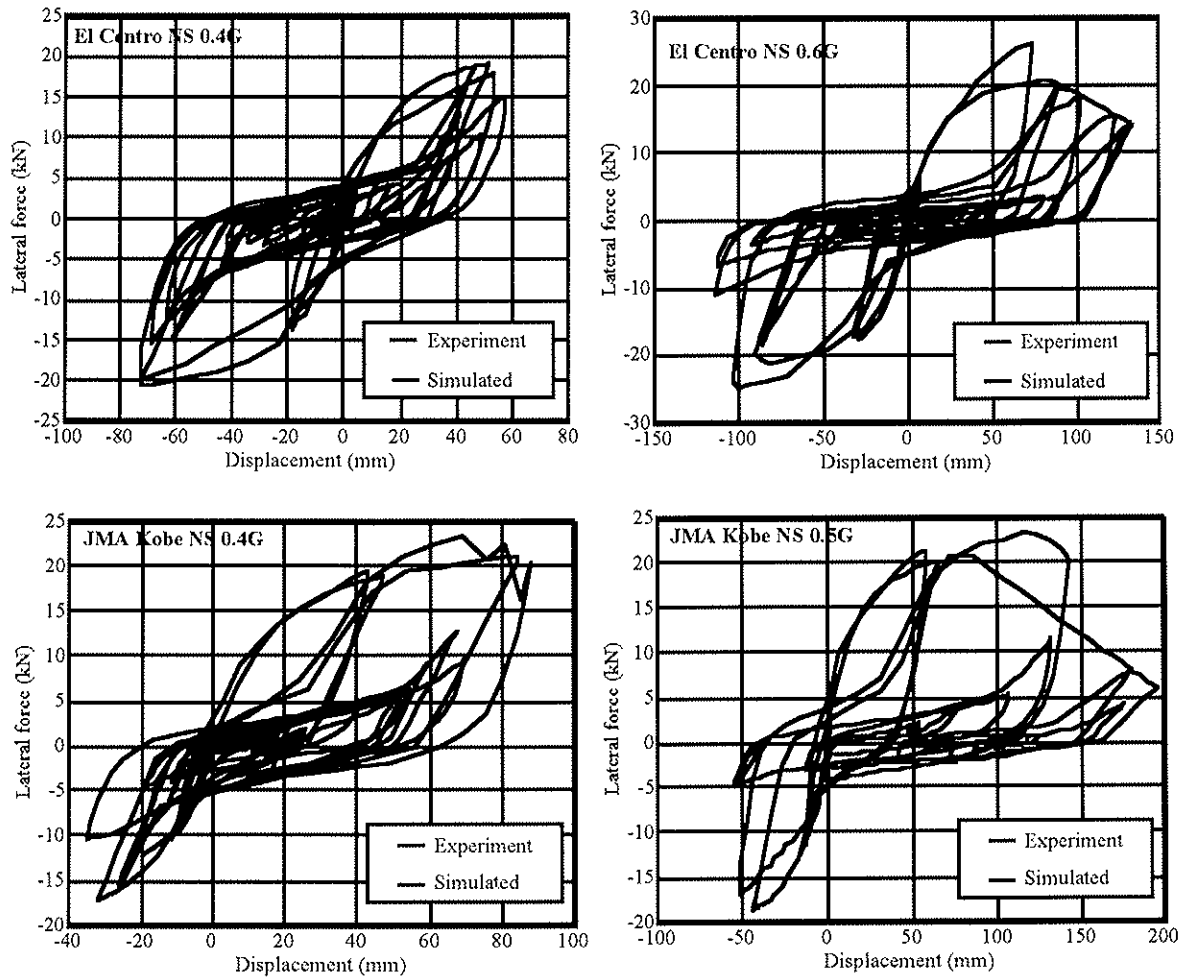 El Centro NS 0.4G
25
20
15
10
5
0
-5
-10
-15
-20
25
-100 -80 -60 -40 -20 0 20 40 60 80
Lateral force (kN)
Displacement (mm)
Experiment
Simulated
El Centro NS 0.6G
30
20
10
0
-10
-20
-30
-150 -100 -50 0 50 100 150
Lateral force (kN)
Displacement (mm)
Experiment
Simulated
JMA Kobe NS 0.4G
25
20
15
10
5
0
-5
-10
-15
-20
-40 -20 0 20 40 60 80 100
Lateral force (kN)
Displacement (mm)
Experiment
Simulated
JMA Kobe NS 0.5G
25
20
15
10
5
0
-5
-10
-15
-20
-100 -50 0 50 100 150 200
Lateral force (kN)
Displacement (mm)
Experiment
Simulated